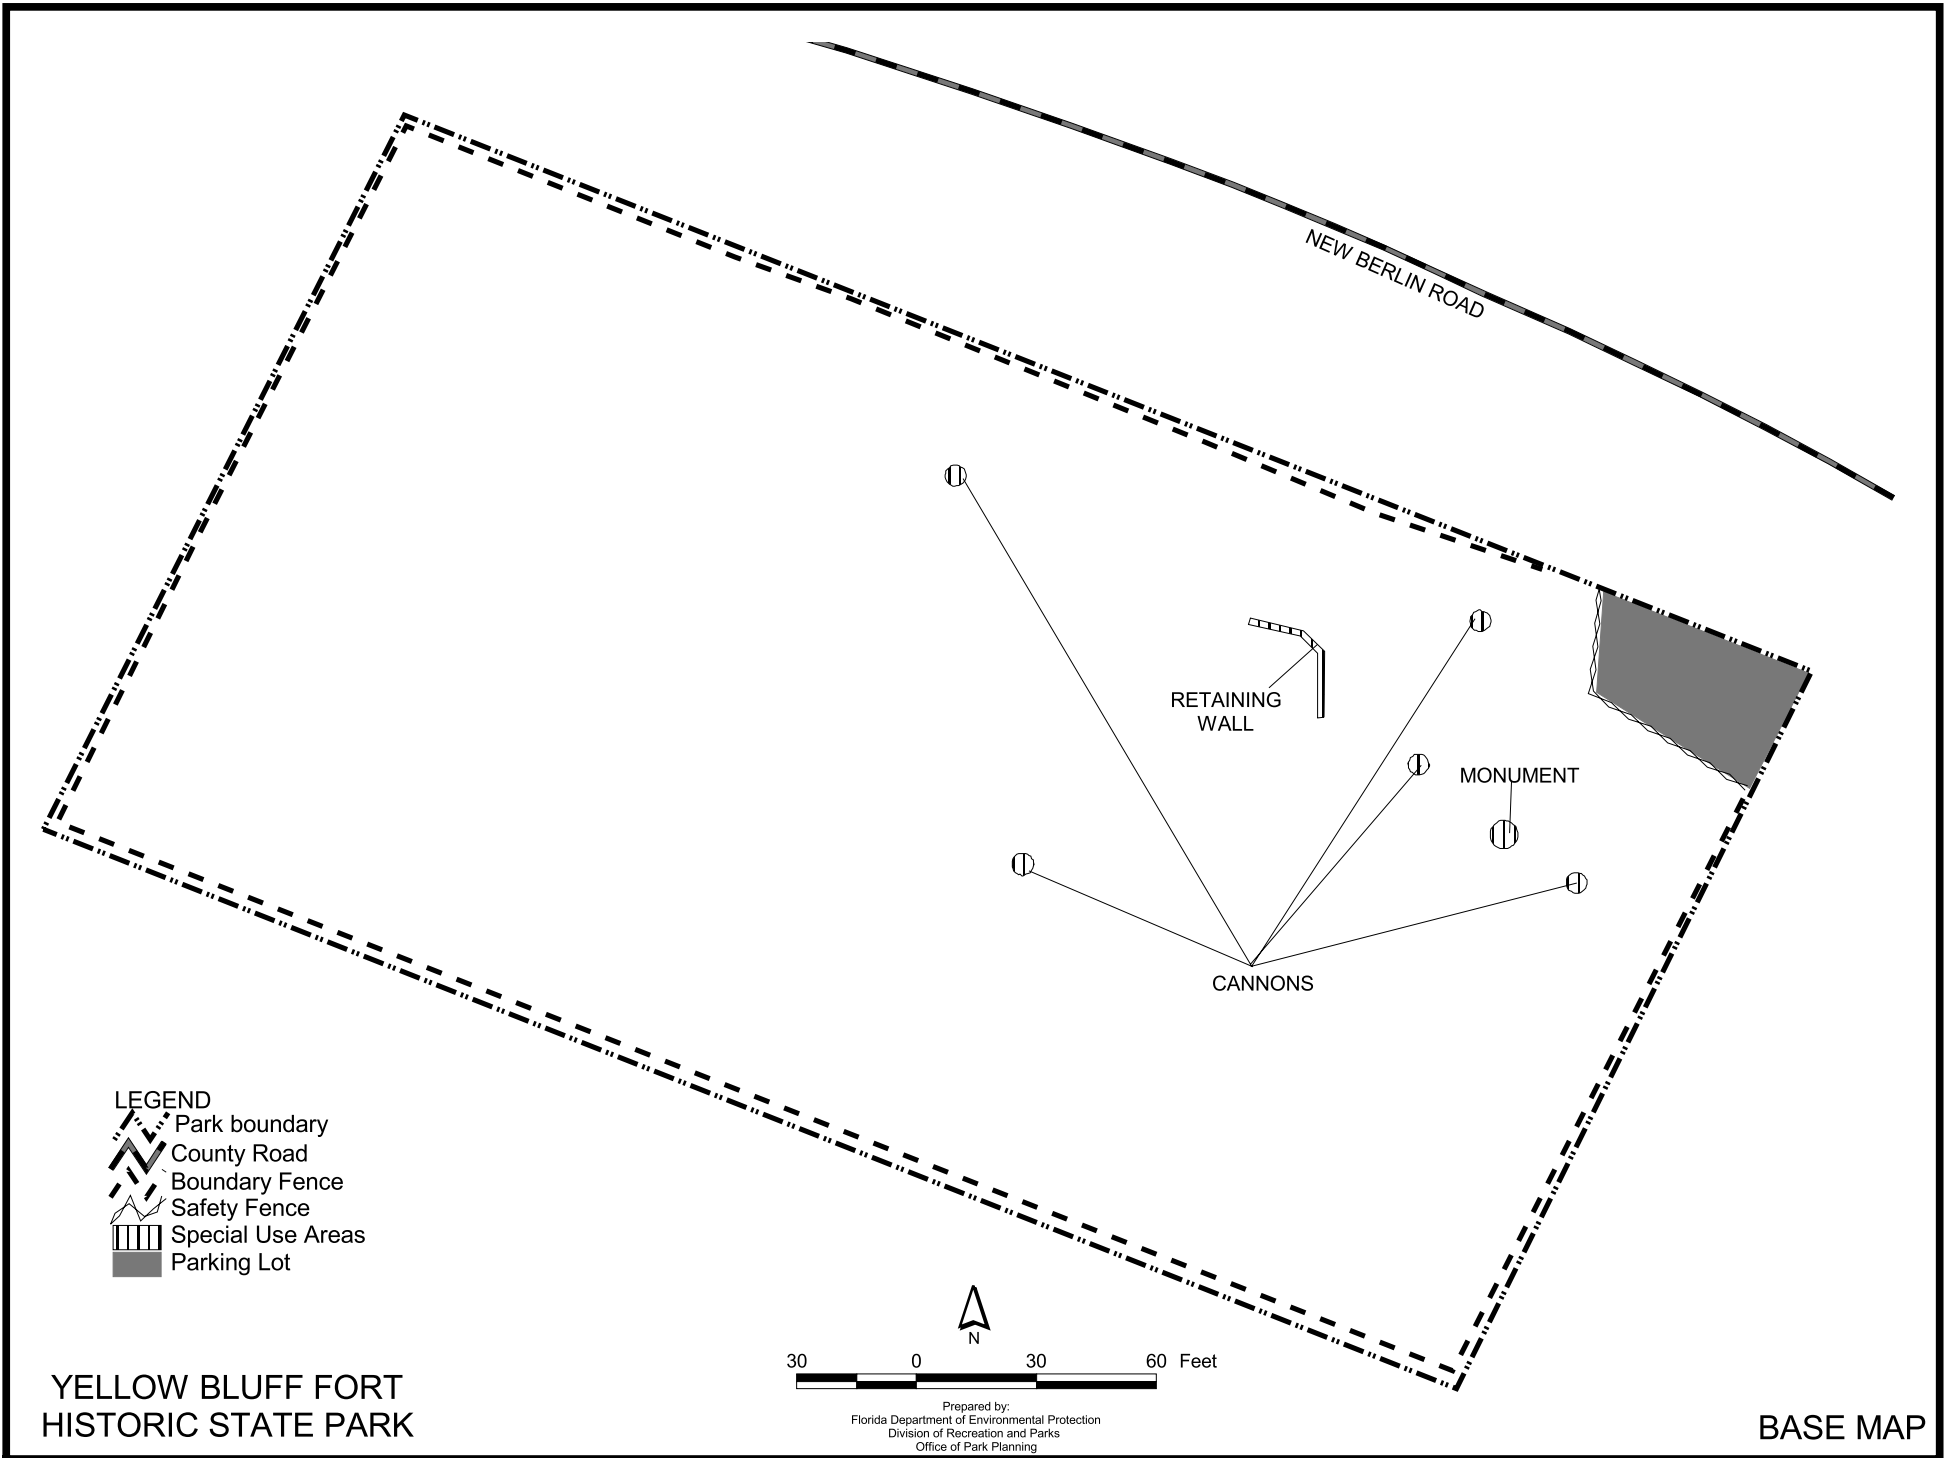 NEW BERLIN ROAD
RETAINING
WALL
MONUMENT
CANNONS
LEGEND
Park boundary
County Road
Boundary Fence
Safety Fence
Special Use Areas
Parking Lot
N
30 0 30 60 Feet
Prepared by:
Florida Department of Environmental Protection
Division of Recreation and Parks
Office of Park Planning
YELLOW BLUFF FORT
HISTORIC STATE PARK
BASE MAP